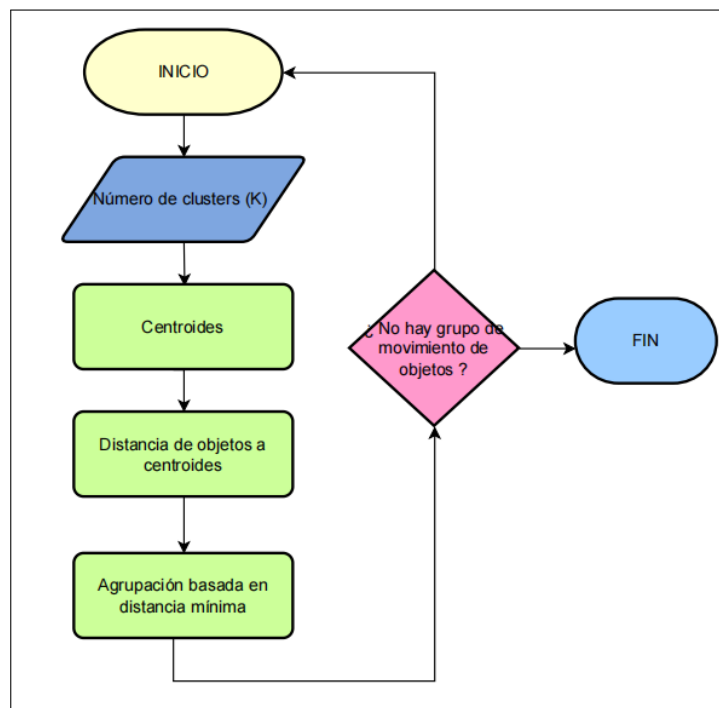 INICIO
Número de clusters (K)
Centroides
Distancia de objetos a
centroides
Agrupación basada en
distancia mínima
¿ No hay grupo de
movimiento de
objetos ?
FIN